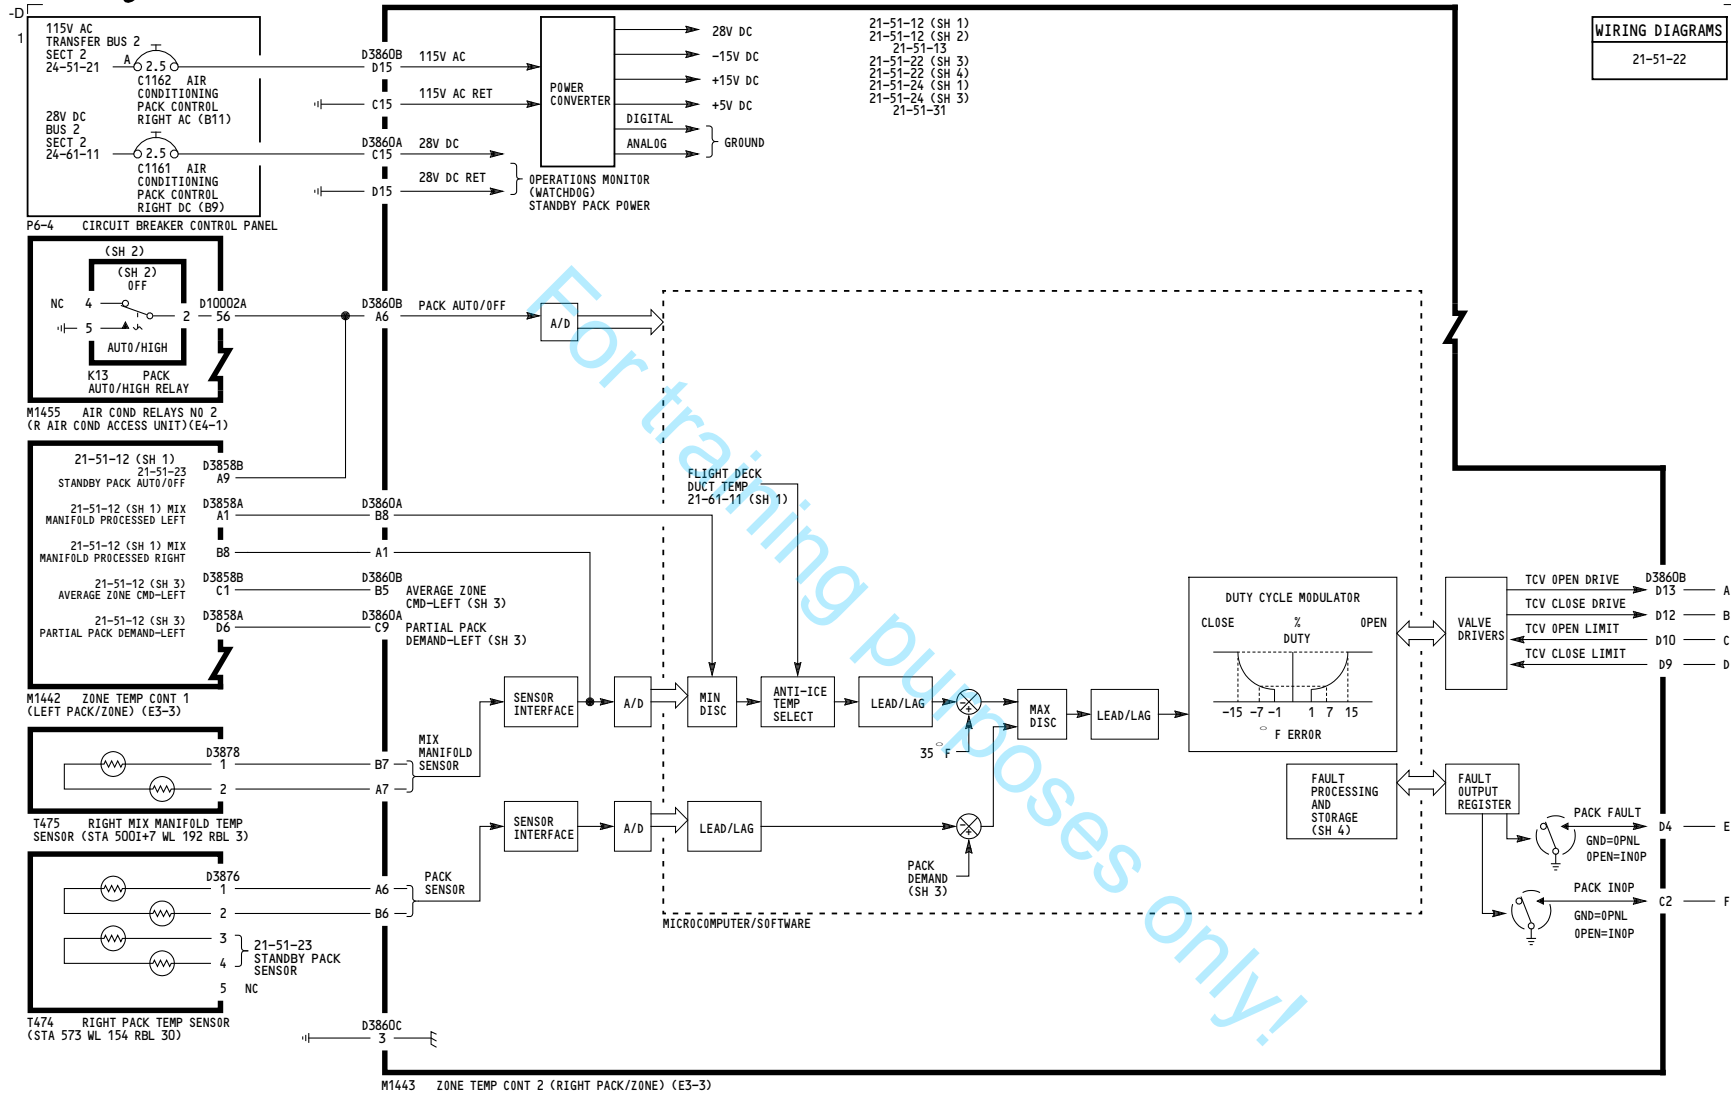 -D
1
115V AC
TRANSFER BUS 2
SECT 2
24-51-21
A
2.5
C1162 AIR
CONDITIONING
PACK CONTROL
RIGHT AC (B11)
28V DC
BUS 2
SECT 2
24-61-11
2.5
C1161 AIR
CONDITIONING
PACK CONTROL
RIGHT DC (B9)
P6-4 CIRCUIT BREAKER CONTROL PANEL
D3860B
D15
115V AC
C15
115V AC RET
D3860A
C15
28V DC
D15
28V DC RET
POWER
CONVERTER
28V DC
-15V DC
+15V DC
+5V DC
DIGITAL
ANALOG
GROUND
OPERATIONS MONITOR
(WATCHDOG)
STANDBY PACK POWER
21-51-12 (SH 1)
21-51-12 (SH 2)
21-51-13
21-51-22 (SH 3)
21-51-22 (SH 4)
21-51-24 (SH 1)
21-51-24 (SH 3)
21-51-31
WIRING DIAGRAMS
21-51-22
(SH 2)
(SH 2)
OFF
NC 4
5
2
AUTO/HIGH
K13 PACK
AUTO/HIGH RELAY
D10002A
56
M1455 AIR COND RELAYS NO 2
(R AIR COND ACCESS UNIT)(E4-1)
D3860B
A6
PACK AUTO/OFF
A/D
21-51-12 (SH 1)
21-51-23
STANDBY PACK AUTO/OFF
D3858B
A9
21-51-12 (SH 1) MIX
MANIFOLD PROCESSED LEFT
D3858A
A1
D3860A
B8
21-51-12 (SH 1) MIX
MANIFOLD PROCESSED RIGHT
B8
A1
21-51-12 (SH 3)
AVERAGE ZONE CMD-LEFT
D3858B
C1
D3860B
B5
AVERAGE ZONE
CMD-LEFT (SH 3)
21-51-12 (SH 3)
PARTIAL PACK DEMAND-LEFT
D3858A
D6
D3860A
C9
PARTIAL PACK
DEMAND-LEFT (SH 3)
M1442 ZONE TEMP CONT 1
(LEFT PACK/ZONE) (E3-3)
FLIGHT DECK
DUCT TEMP
21-61-11 (SH 1)
SENSOR
INTERFACE
A/D
MIN
DISC
ANTI-ICE
TEMP
SELECT
LEAD/LAG
35 °F
MAX
DISC
LEAD/LAG
DUTY CYCLE MODULATOR
CLOSE % OPEN
DUTY
-15 -7 -1 1 7 15
° F ERROR
VALVE
DRIVERS
TCV OPEN DRIVE
D3860B
D13 A
TCV CLOSE DRIVE
D12 B
TCV OPEN LIMIT
D10 C
TCV CLOSE LIMIT
D9 D
D3878
1
2
B7
A7
MIX
MANIFOLD
SENSOR
T475 RIGHT MIX MANIFOLD TEMP
SENSOR (STA 500I+7 WL 192 RBL 3)
SENSOR
INTERFACE
A/D
LEAD/LAG
PACK
DEMAND
(SH 3)
FAULT
PROCESSING
AND
STORAGE
(SH 4)
FAULT
OUTPUT
REGISTER
PACK FAULT
D4 E
GND=OPNL
OPEN=INOP
PACK INOP
C2 F
GND=OPNL
OPEN=INOP
D3876
1
2
3
4
5 NC
A6
B6
PACK
SENSOR
21-51-23
STANDBY PACK
SENSOR
T474 RIGHT PACK TEMP SENSOR
(STA 573 WL 154 RBL 30)
MICROCOMPUTER/SOFTWARE
D3860C
3
M1443 ZONE TEMP CONT 2 (RIGHT PACK/ZONE) (E3-3)
For training purposes only!